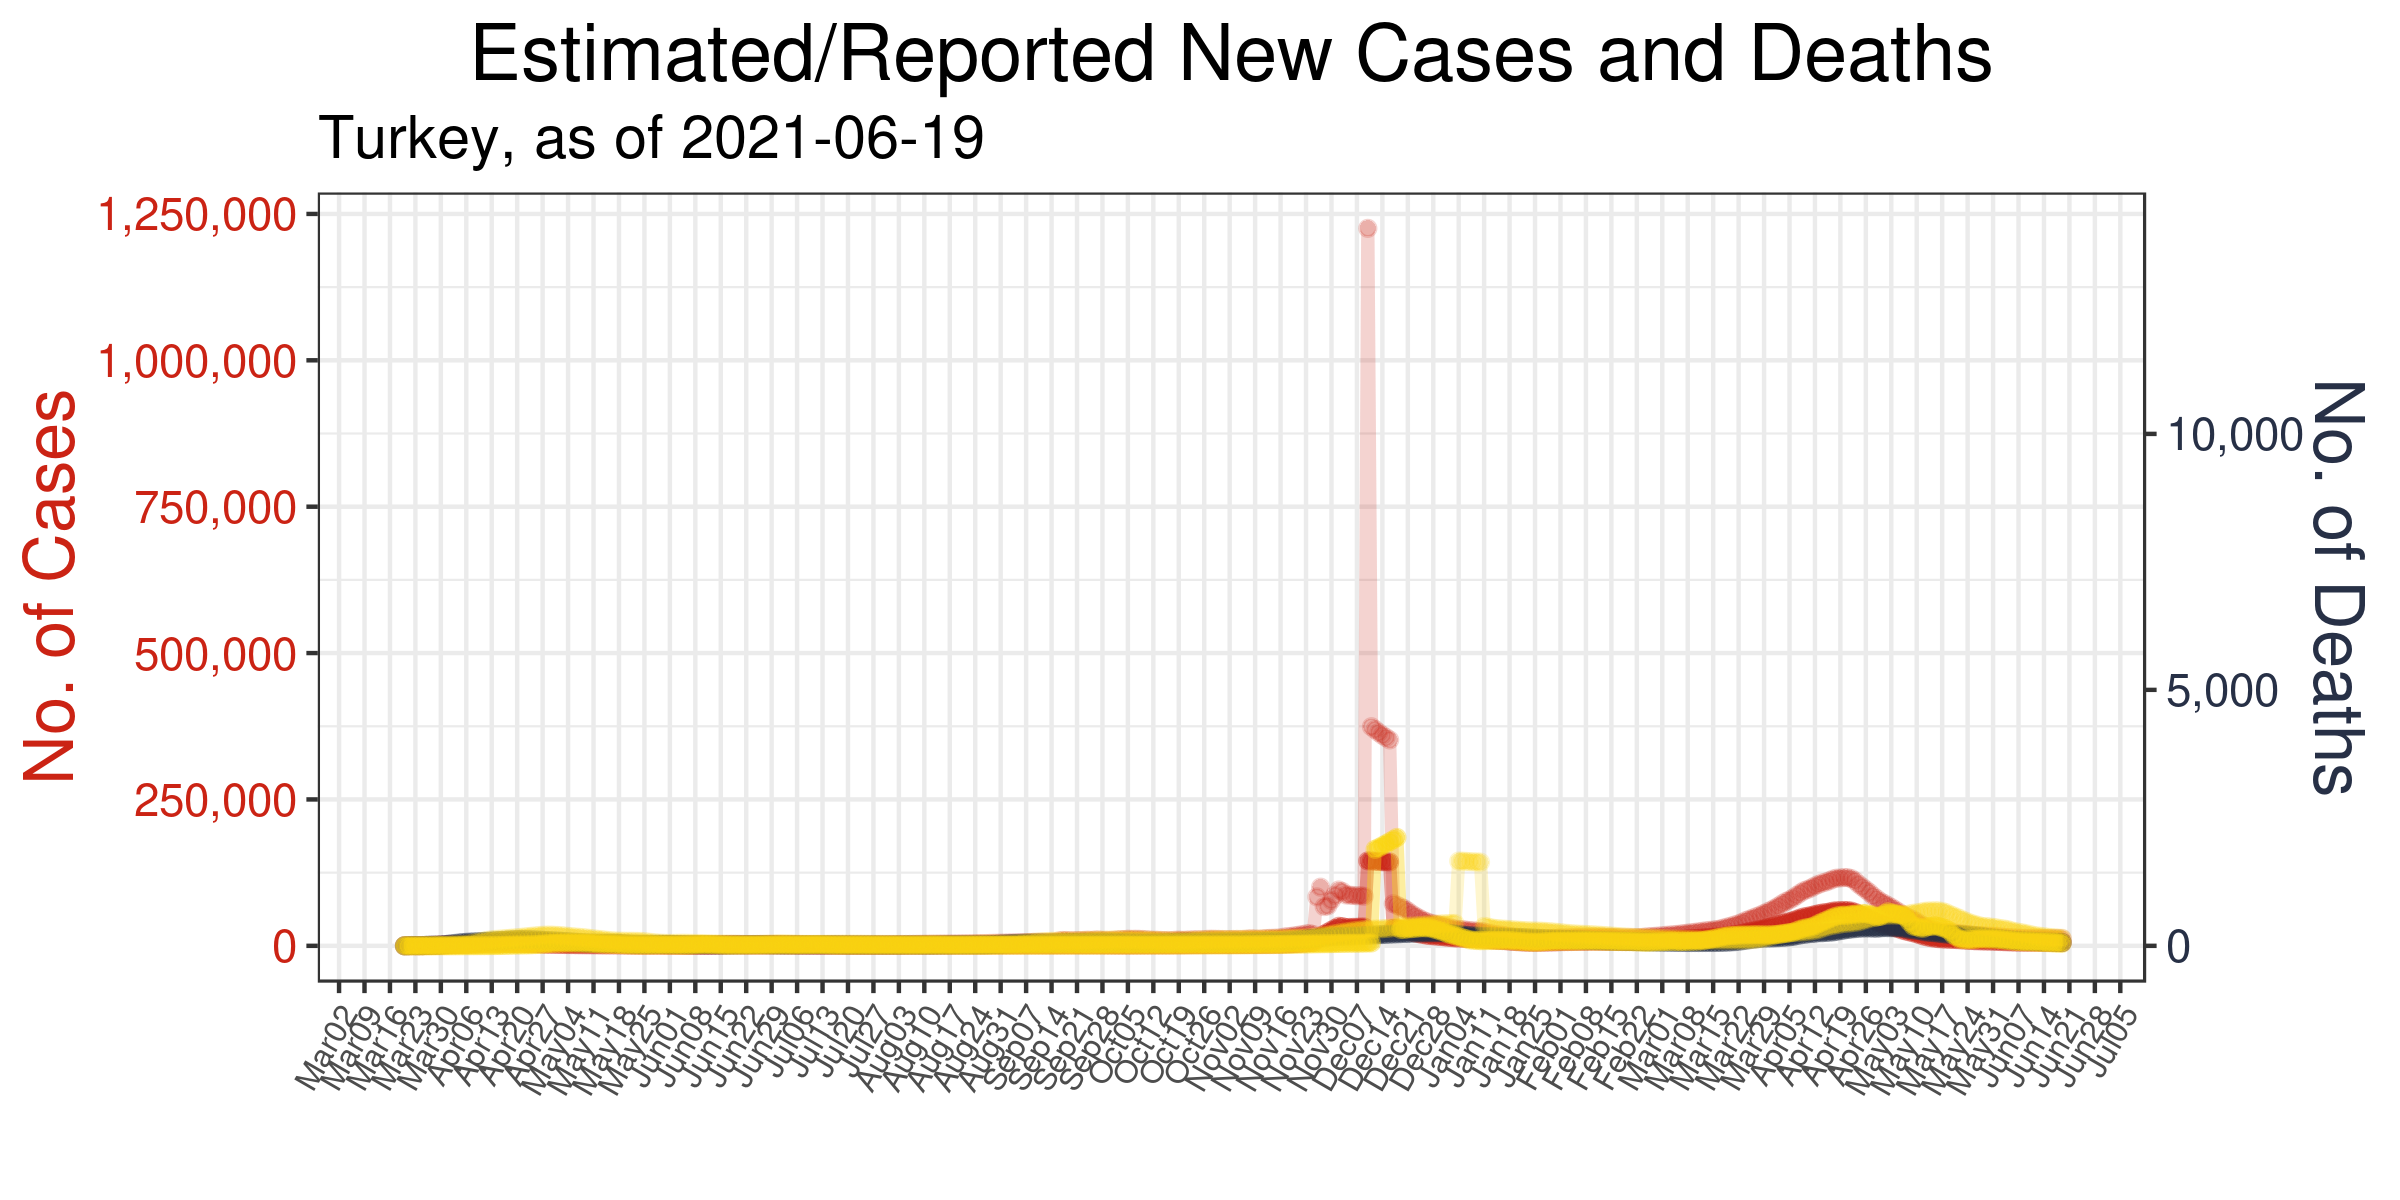 Estimated/Reported New Cases and Deaths
Turkey, as of 2021-06-19
No. of Cases
1,250,000
1,000,000
750,000
500,000
250,000
0
10,000
5,000
0
No. of Deaths
Mar02
Mar09
Mar16
Mar23
Mar30
Apr06
Apr13
Apr20
Apr27
May04
May11
May18
May25
Jun01
Jun08
Jun15
Jun22
Jun29
Jul06
Jul13
Jul20
Jul27
Aug03
Aug10
Aug17
Aug24
Aug31
Sep07
Sep14
Sep21
Sep28
Oct05
Oct12
Oct19
Oct26
Nov02
Nov09
Nov16
Nov23
Nov30
Dec07
Dec14
Dec21
Dec28
Jan04
Jan11
Jan18
Jan25
Feb01
Feb08
Feb15
Feb22
Mar01
Mar08
Mar15
Mar22
Mar29
Apr05
Apr12
Apr19
Apr26
May03
May10
May17
May24
May31
Jun07
Jun14
Jun21
Jun28
Jul05